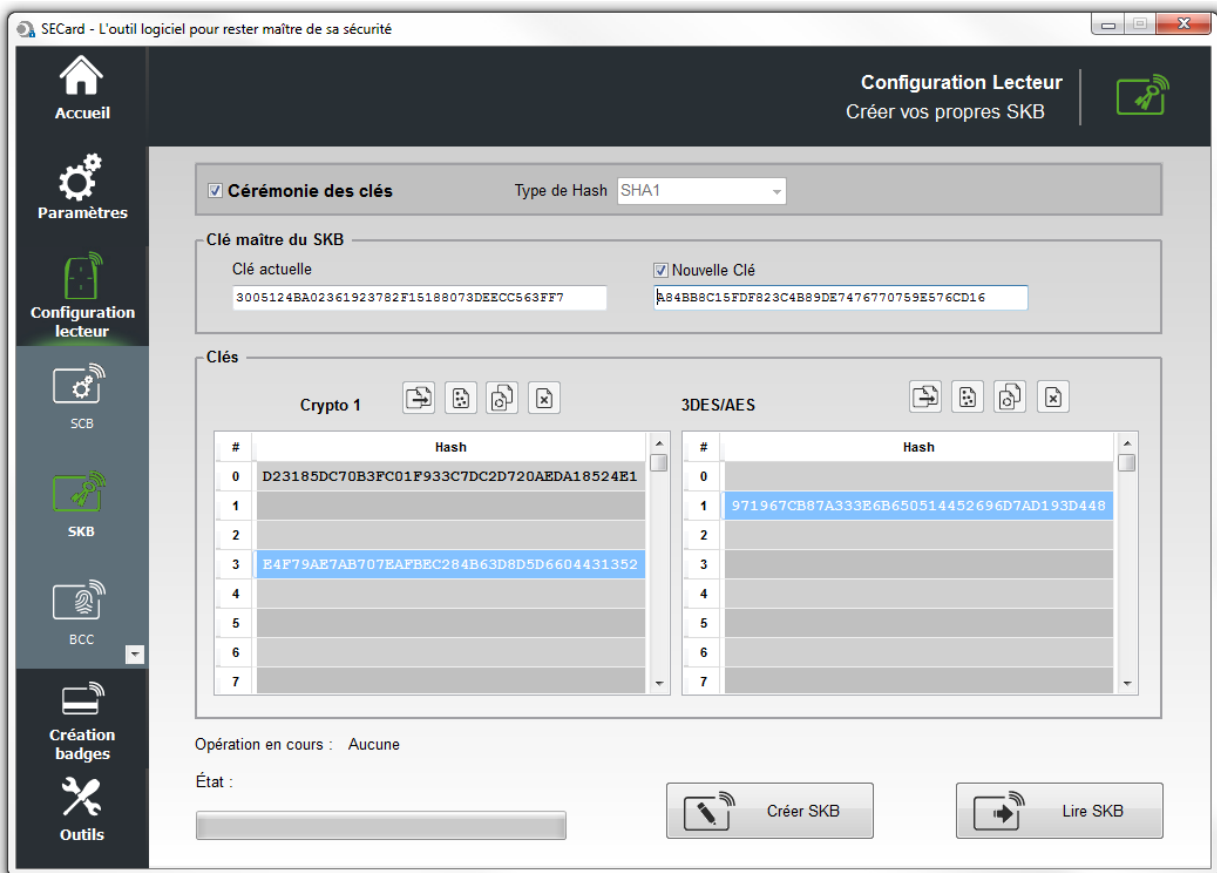 SECard - L'outil logiciel pour rester maître de sa sécurité
Accueil
Configuration Lecteur
Créer vos propres SKB
Paramètres
Configuration
lecteur
SCB
SKB
BCC
Création
badges
Outils
Cérémonie des clés Type de Hash SHA1
Clé maître du SKB
Clé actuelle Nouvelle Clé
3005124BA02361923782F15188073DEECC563FF7 A84BB8C15FDF823C4B89DE7476770759E576CD16
Clés
Crypto 1 3DES/AES
# Hash # Hash
0 D23185DC70B3FC01F933C7DC2D720AEDA18524E1 0
1 1 971967CB87A333E6B650514452696D7AD193D448
2 2
3 E4F79AE7AB707EAFBEC284B63D8D5D6604431352 3
4 4
5 5
6 6
7 7
Opération en cours : Aucune
État :
Créer SKB Lire SKB